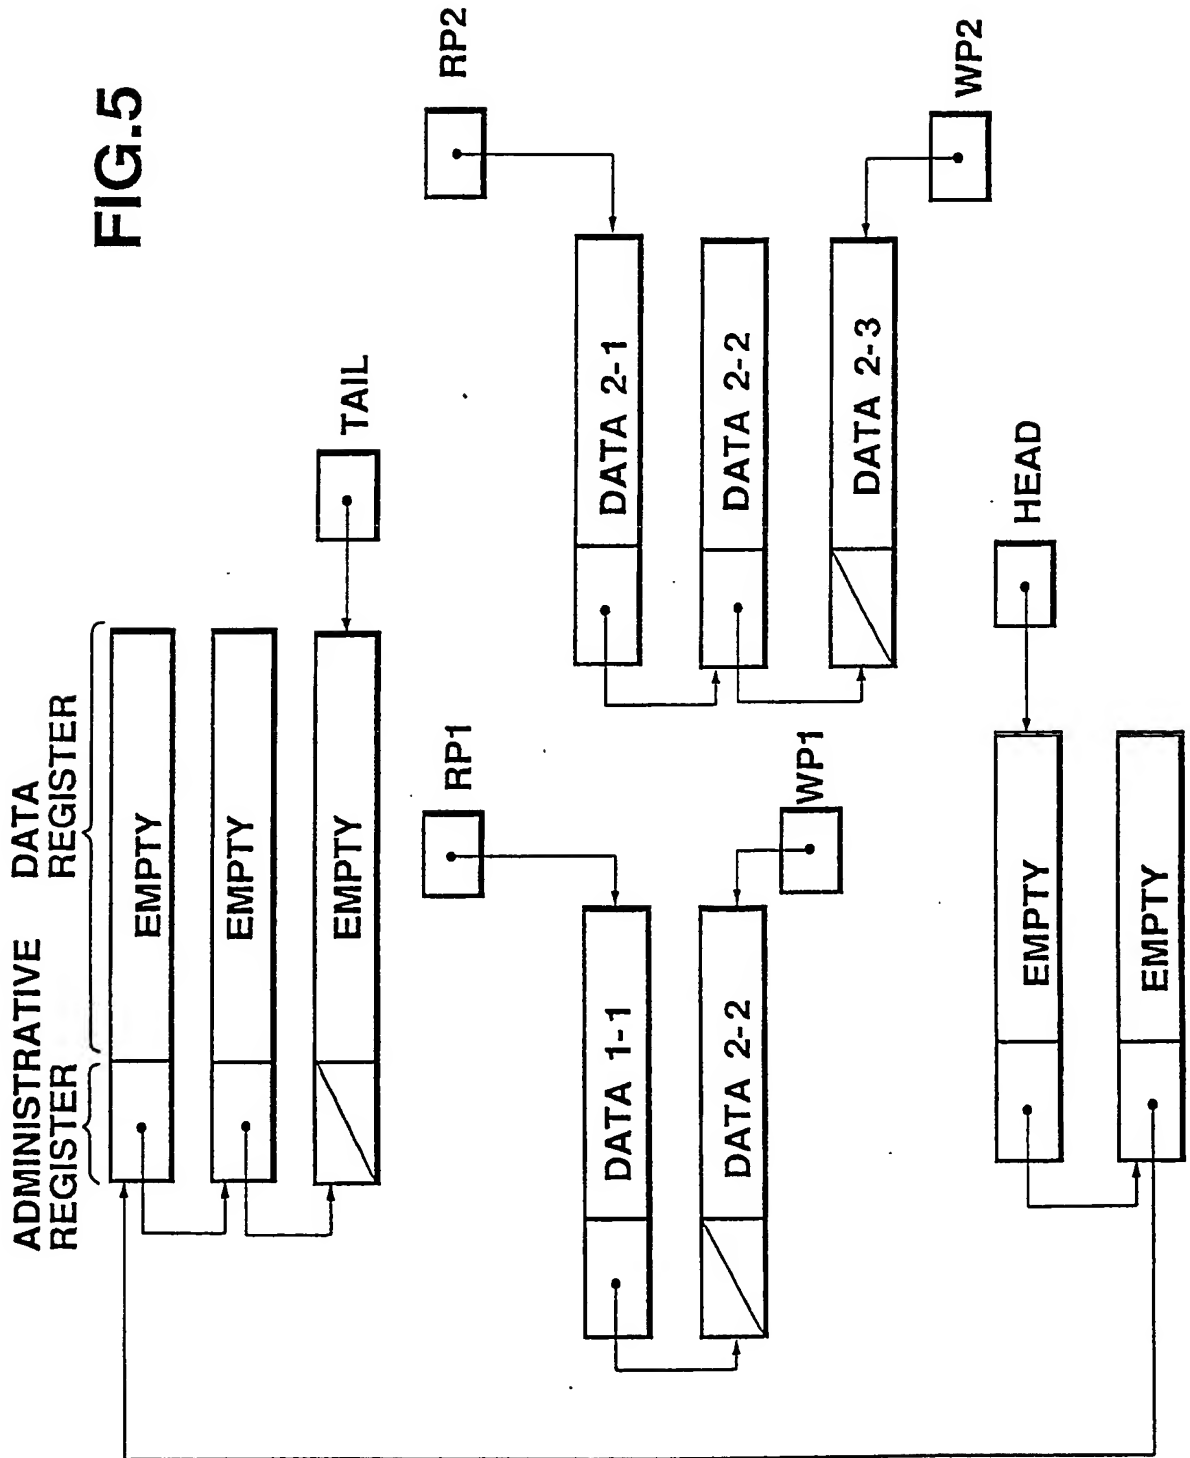 FIG.5
ADMINISTRATIVE
REGISTER
DATA
REGISTER
EMPTY
EMPTY
EMPTY
TAIL
RP1
DATA 1-1
DATA 2-2
WP1
RP2
DATA 2-1
DATA 2-2
DATA 2-3
WP2
HEAD
EMPTY
EMPTY